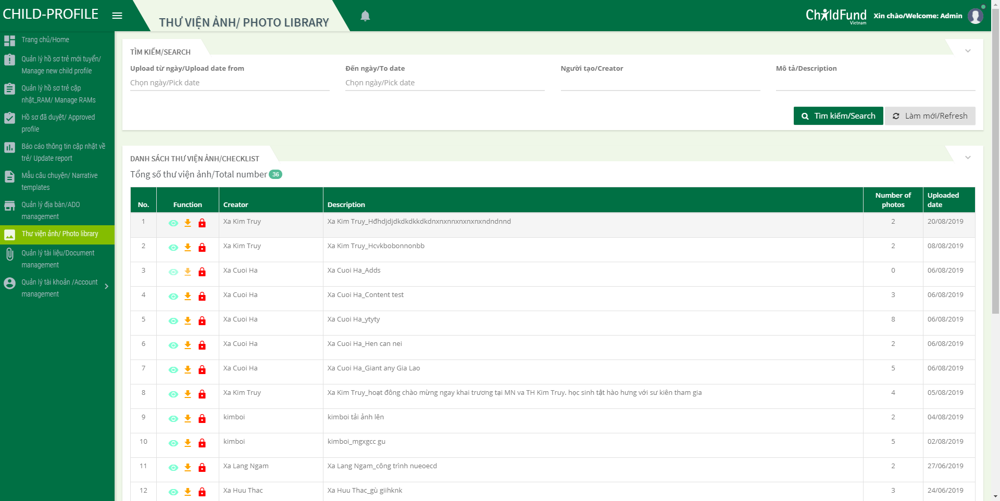 CHILD-PROFILE
THƯ VIỆN ẢNH/ PHOTO LIBRARY
ChildFund
Vietnam
Xin chào/Welcome: Admin
Trang chủ/Home
Quản lý hồ sơ trẻ mới tuyển/
Manage new child profile
Quản lý hồ sơ trẻ cập
nhật_RAM/ Manage RAMs
Hồ sơ đã duyệt/ Approved
profile
Báo cáo thông tin cập nhật về
trẻ/ Update report
Mẫu câu chuyện/ Narrative
templates
Quản lý địa bàn/ADO
management
Thư viện ảnh/ Photo library
Quản lý tài liệu/Document
management
Quản lý tài khoản /Account
management
TÌM KIẾM/SEARCH
Upload từ ngày/Upload date from
Đến ngày/To date
Người tạo/Creator
Mô tả/Description
Chọn ngày/Pick date
Chọn ngày/Pick date
Tìm kiếm/Search
Làm mới/Refresh
DANH SÁCH THƯ VIỆN ẢNH/CHECKLIST
Tổng số thư viện ảnh/Total number 36
No. Function Creator Description Number of photos Uploaded date
1 Xa Kim Truy Xa Kim Truy_Hđhdjdjdkdkdkkdkdnxnxnnxnxnxnxndndnnd 2 20/08/2019
2 Xa Kim Truy Xa Kim Truy_Hcvkbobonnonbb 2 08/08/2019
3 Xa Cuoi Ha Xa Cuoi Ha_Adds 0 06/08/2019
4 Xa Cuoi Ha Xa Cuoi Ha_Content test 3 06/08/2019
5 Xa Cuoi Ha Xa Cuoi Ha_ytyty 8 06/08/2019
6 Xa Cuoi Ha Xa Cuoi Ha_Hen can nei 2 06/08/2019
7 Xa Cuoi Ha Xa Cuoi Ha_Giant any Gia Lao 5 06/08/2019
8 Xa Kim Truy Xa Kim Truy_hoạt đông chào mừng ngay khai trương tại MN va TH Kim Truy. học sinh tật hào hưng với sư kiên tham gia 4 05/08/2019
9 kimboi kimboi tải ảnh lên 2 04/08/2019
10 kimboi kimboi_mgxgcc gu 5 02/08/2019
11 Xa Lang Ngam Xa Lang Ngam_công trình nueoecd 2 27/06/2019
12 Xa Huu Thac Xa Huu Thac_gù giihknk 3 24/06/2019